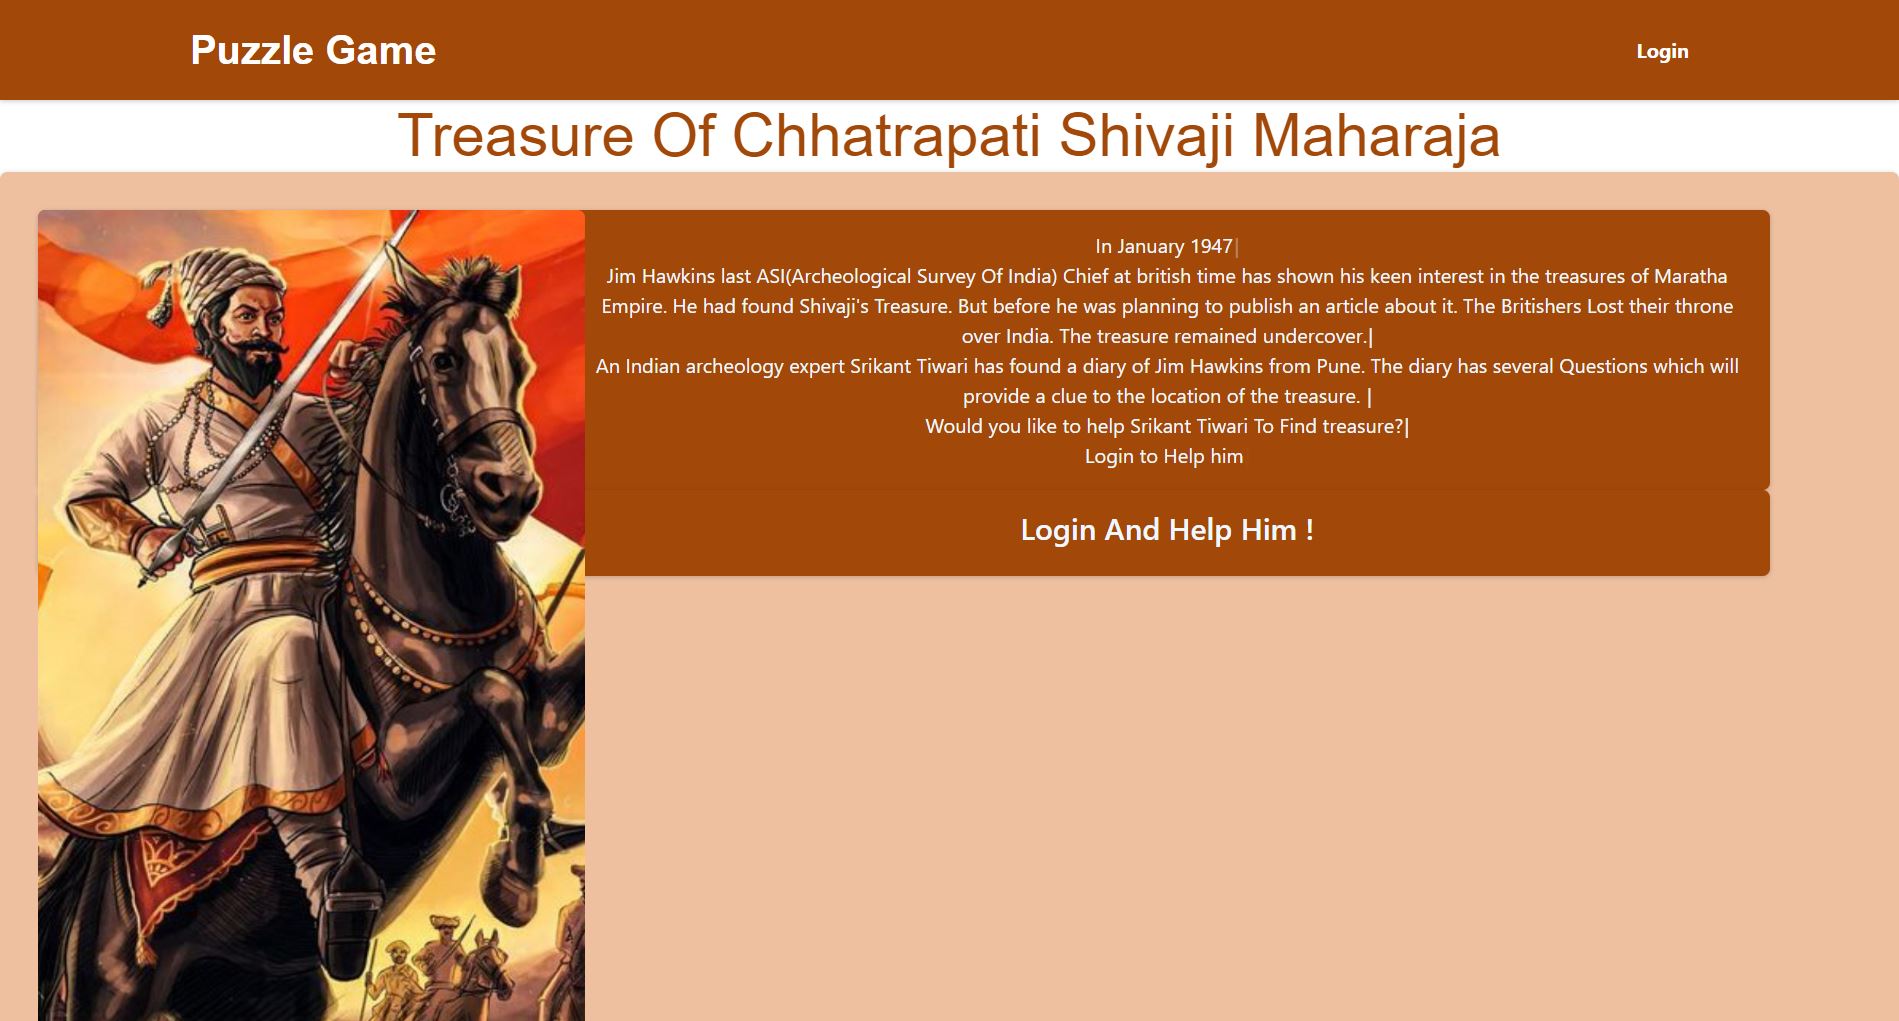 Puzzle Game
Login
Treasure Of Chhatrapati Shivaji Maharaja
In January 1947|
Jim Hawkins last ASI(Archeological Survey Of India) Chief at british time has shown his keen interest in the treasures of Maratha
Empire. He had found Shivaji's Treasure. But before he was planning to publish an article about it. The Britishers Lost their throne
over India. The treasure remained undercover.|
An Indian archeology expert Srikant Tiwari has found a diary of Jim Hawkins from Pune. The diary has several Questions which will
provide a clue to the location of the treasure. |
Would you like to help Srikant Tiwari To Find treasure?|
Login to Help him
Login And Help Him !